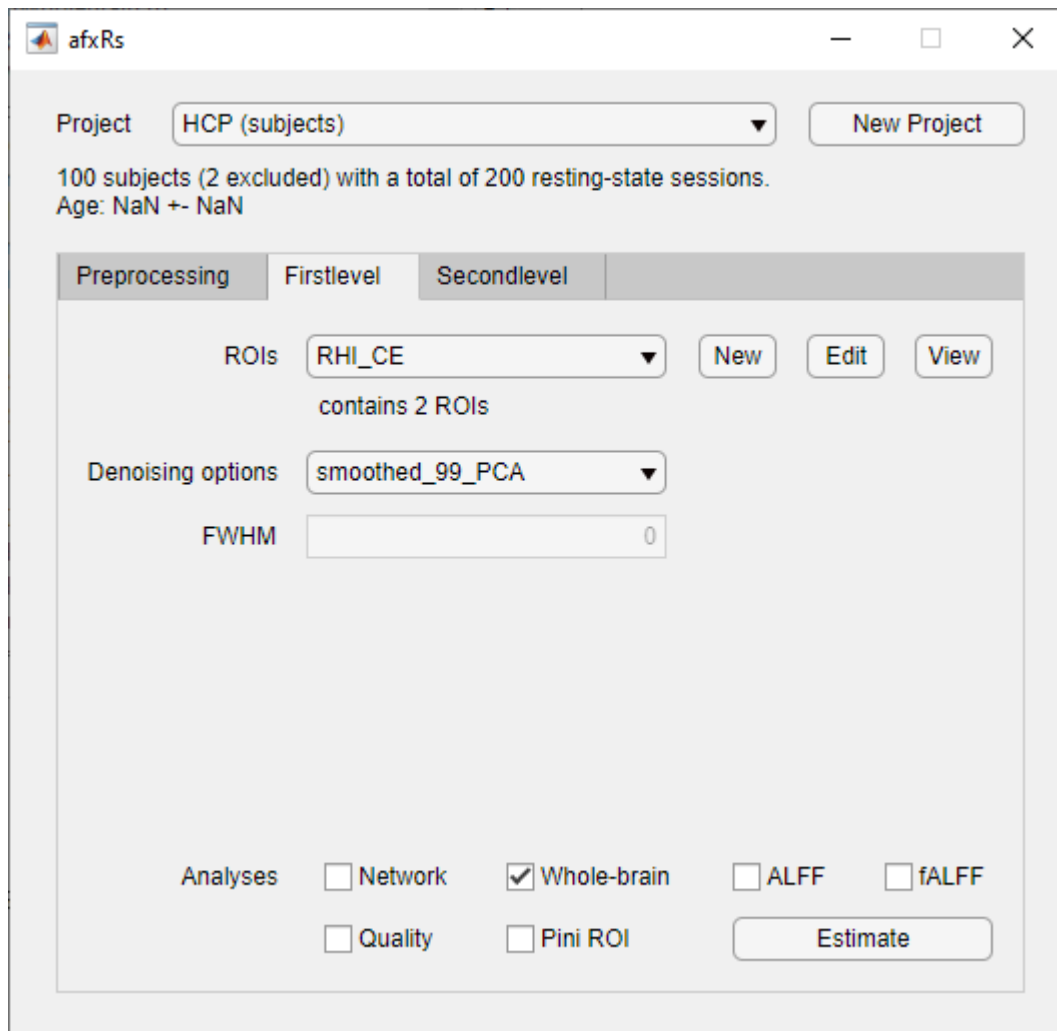 afxRs
Project HCP (subjects) New Project
100 subjects (2 excluded) with a total of 200 resting-state sessions.
Age: NaN +- NaN
Preprocessing Firstlevel Secondlevel
ROIs RHI_CE New Edit View
contains 2 ROIs
Denoising options smoothed_99_PCA
FWHM 0
Analyses Network Whole-brain ALFF fALFF
Quality Pini ROI Estimate